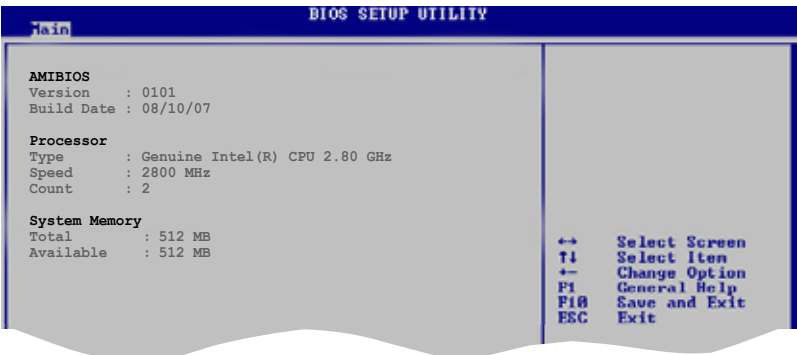 BIOS SETUP UTILITY
Main
AMIBIOS
Version : 0101
Build Date : 08/10/07
Processor
Type : Genuine Intel(R) CPU 2.80 GHz
Speed : 2800 MHz
Count : 2
System Memory
Total : 512 MB
Available : 512 MB
←→ Select Screen
↑↓ Select Item
+- Change Option
F1 General Help
F10 Save and Exit
ESC Exit